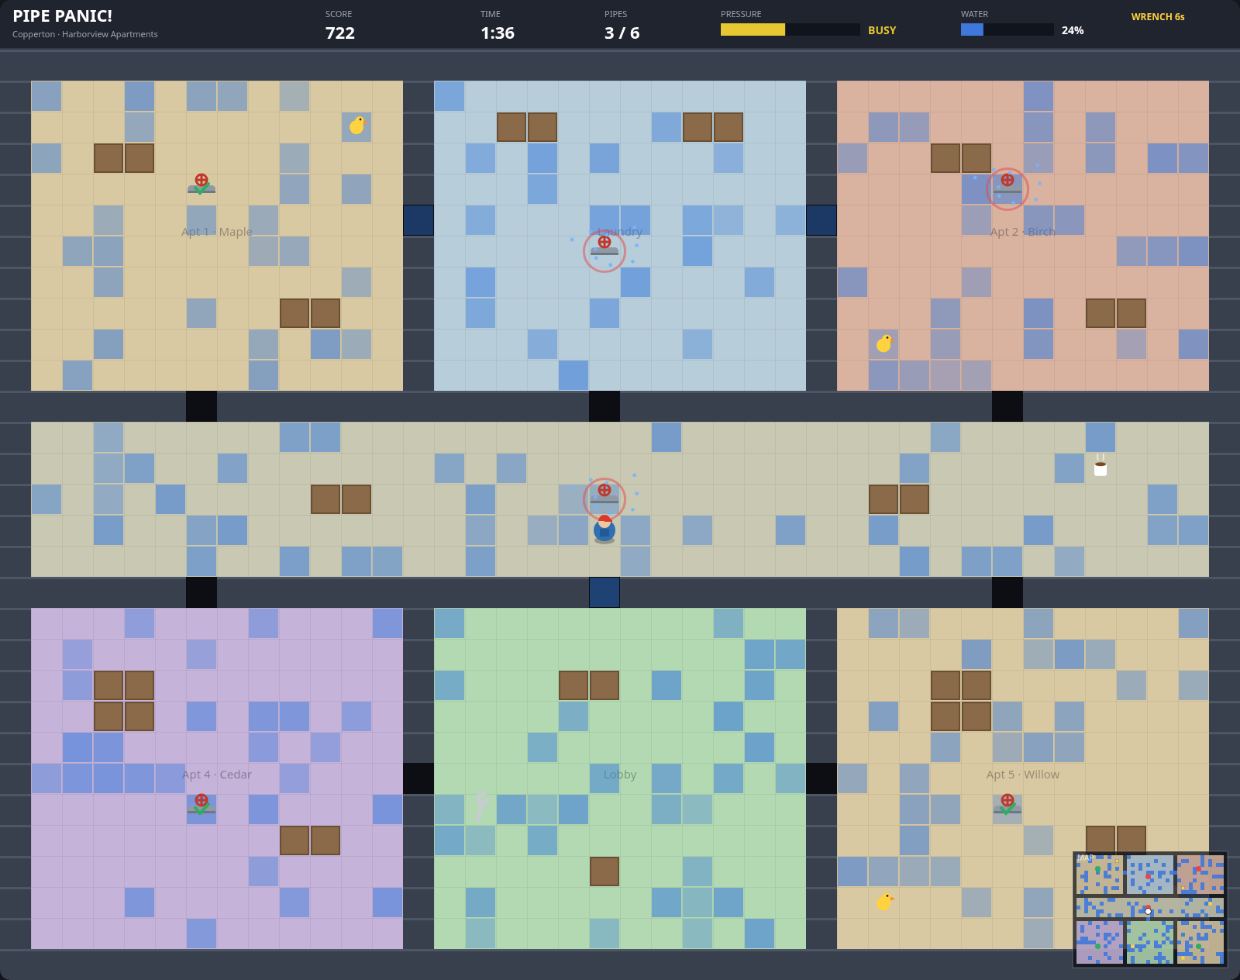 PIPE PANIC!
Copperton · Harborview Apartments
SCORE
722
TIME
1:36
PIPES
3 / 6
PRESSURE
BUSY
WATER
24%
WRENCH 6s
Apt 1 · Maple
Laundry
Apt 2 · Birch
Apt 4 · Cedar
Lobby
Apt 5 · Willow
MAP